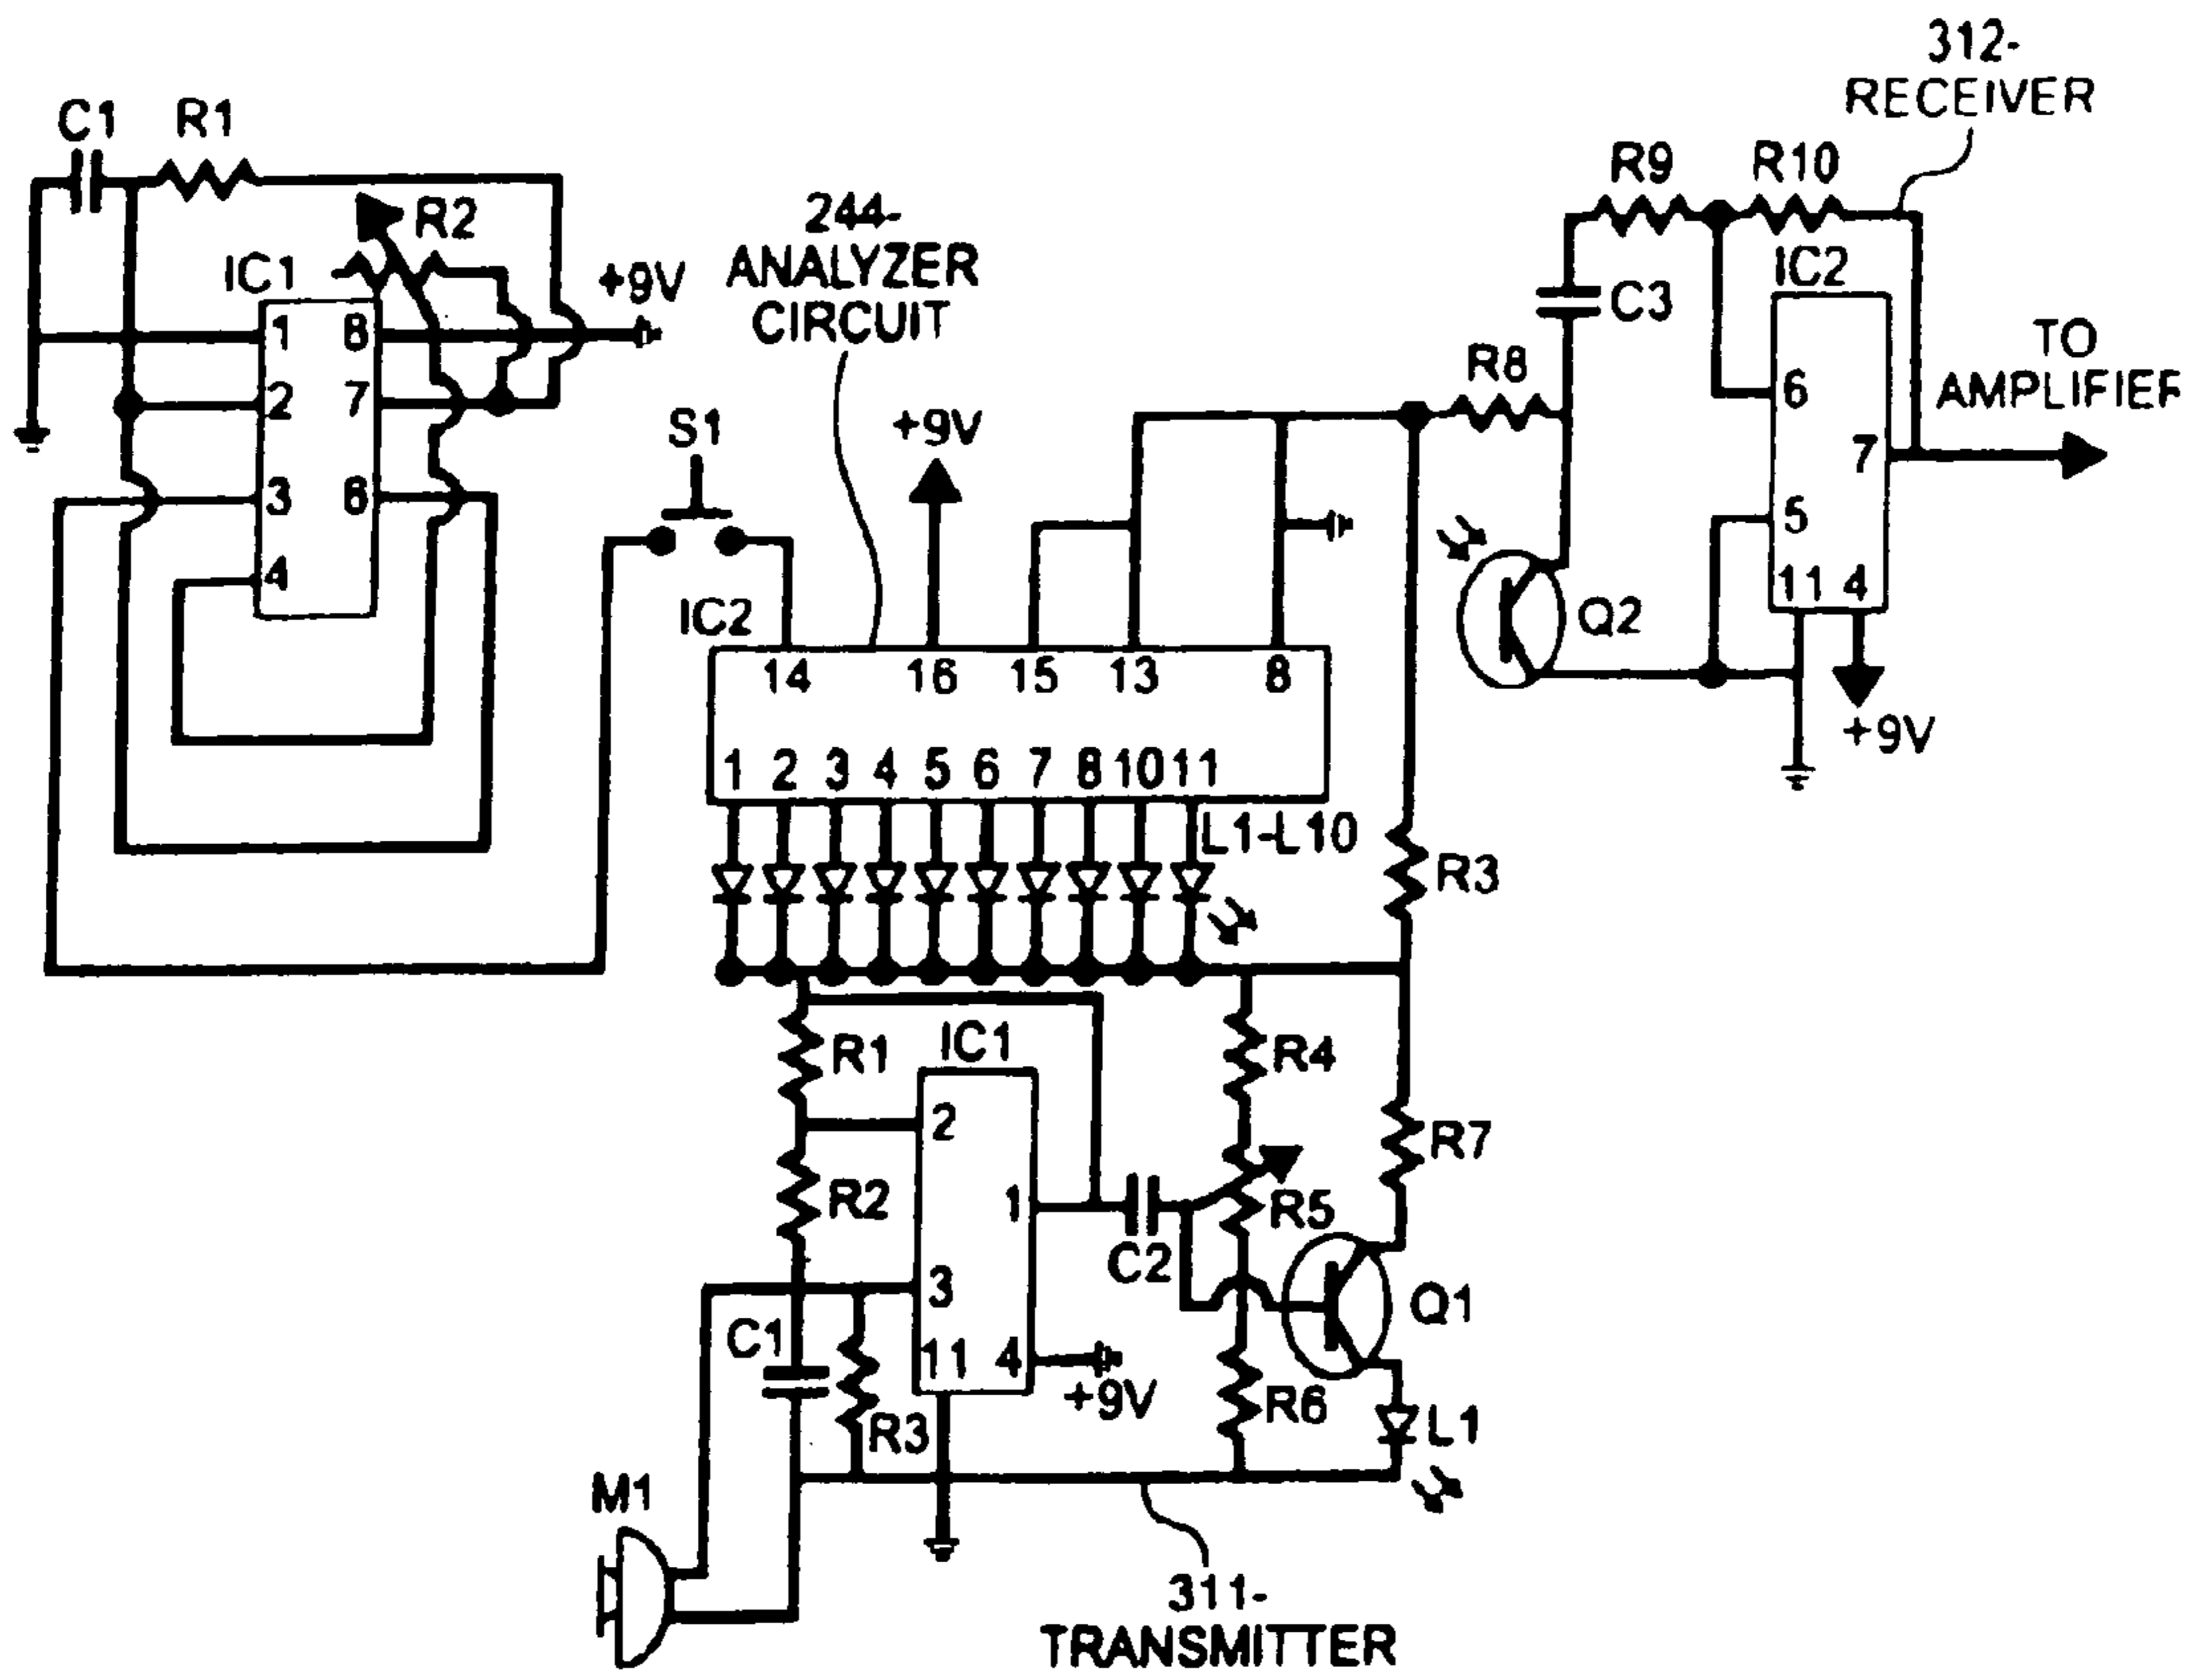 312-
RECEIVER
C1 R1
R9 R10
R2
244-
ANALYZER
CIRCUIT
IC1
+9V
IC2
C3
1 8
2 7
3 6
4
TO
AMPLIFIER
R8
6
7
5
11 4
S1
+9V
Q2
+9V
IC2
14 16 15 13 8
1 2 3 4 5 6 7 8 10 11
L1-L10
R3
R1
IC1
R4
2
R7
R2
1
R5
C2
3
Q1
C1
11 4
+9V
R6
R3
L1
M1
311-
TRANSMITTER